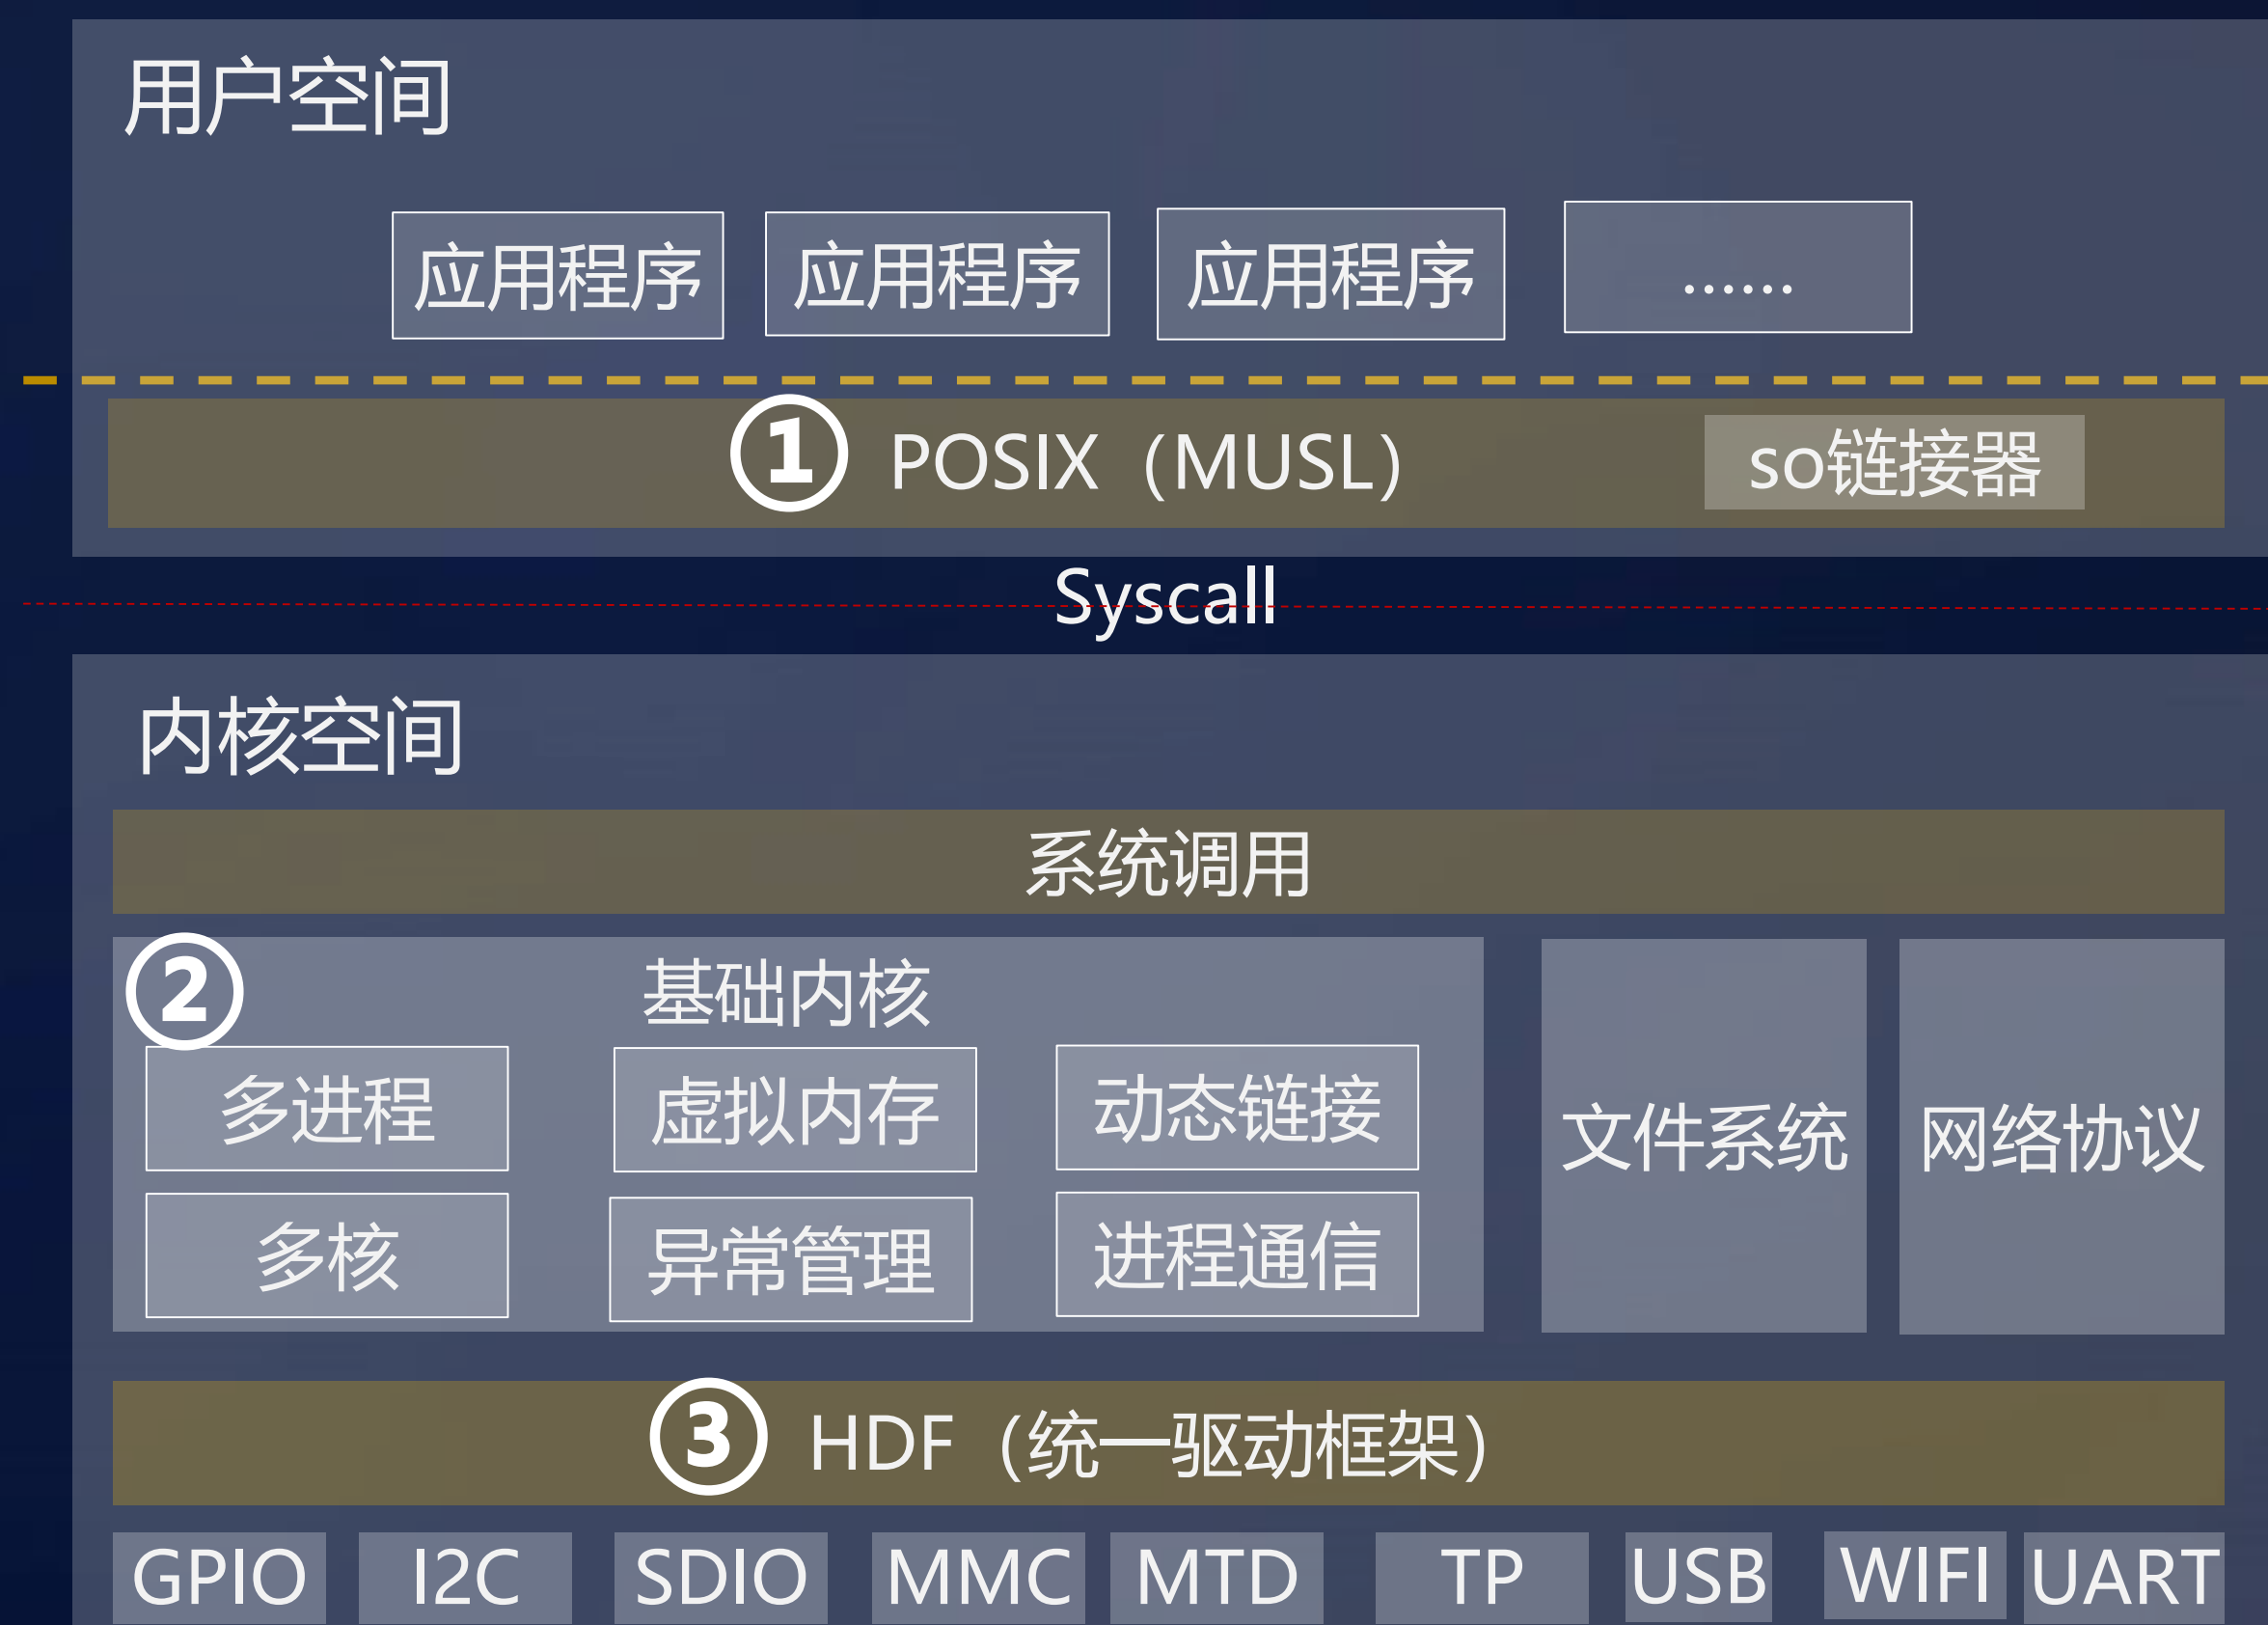 用户空间
应用程序 应用程序 应用程序 ······
① POSIX（MUSL） so链接器
Syscall
内核空间
系统调用
② 基础内核
多进程 虚拟内存 动态链接
文件系统 网络协议
多核 异常管理 进程通信
③ HDF（统一驱动框架）
GPIO I2C SDIO MMC MTD TP USB WIFI UART